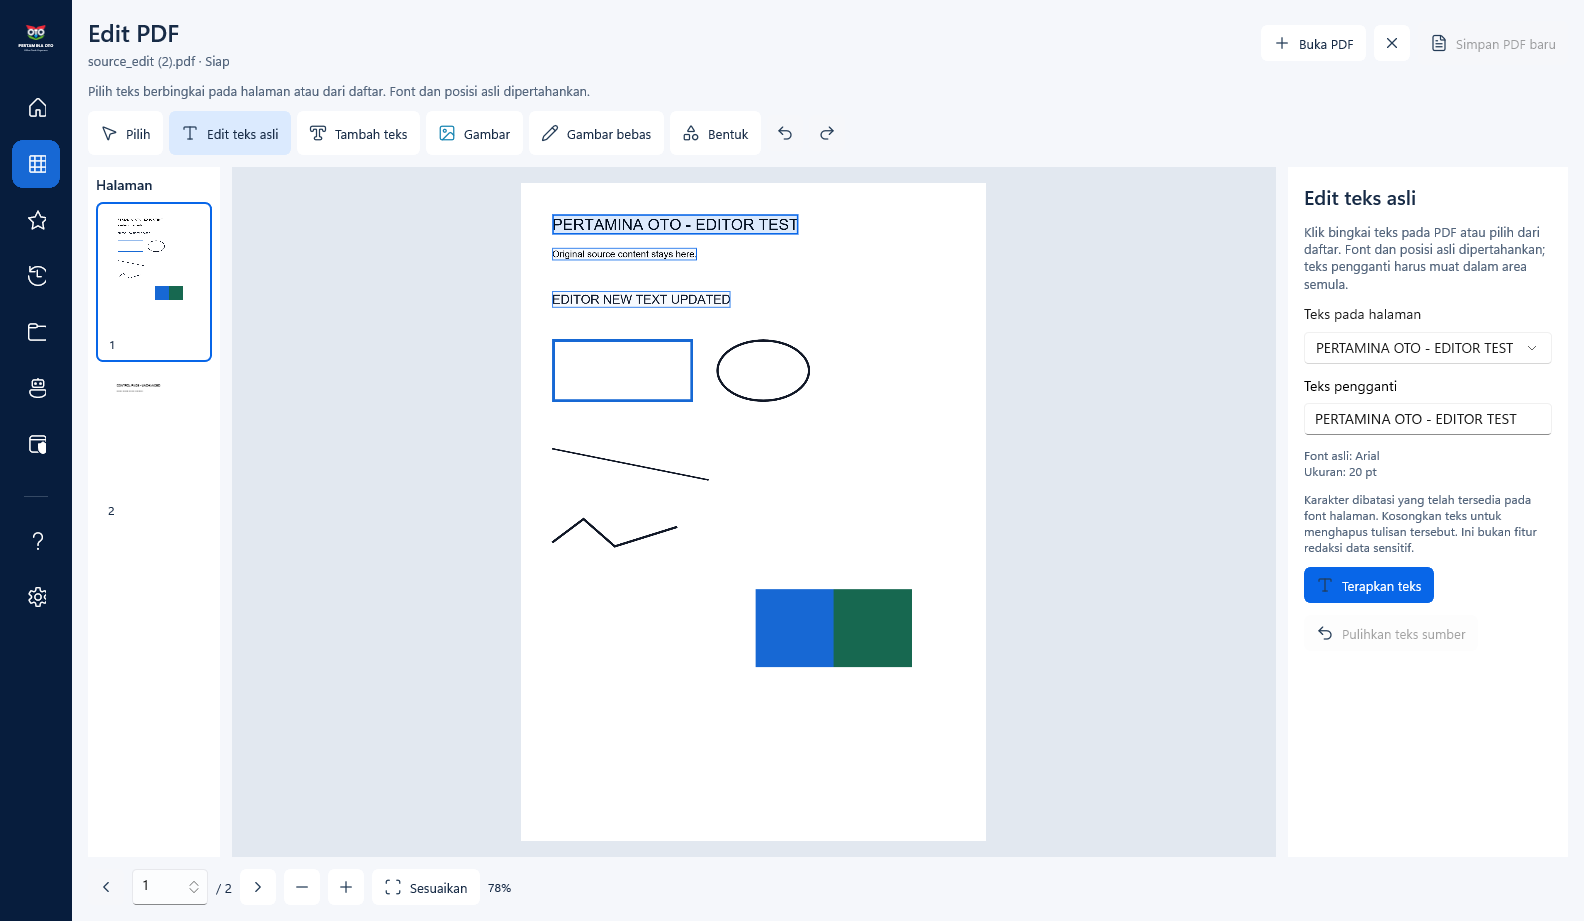 OTO
PERTAMINA OTO
Edit PDF
source_edit (2).pdf · Siap
Pilih teks berbingkai pada halaman atau dari daftar. Font dan posisi asli dipertahankan.
Buka PDF
Simpan PDF baru
Pilih
Edit teks asli
Tambah teks
Gambar
Gambar bebas
Bentuk
Halaman
1
2
PERTAMINA OTO - EDITOR TEST
Original source content stays here.
EDITOR NEW TEXT UPDATED
Edit teks asli
Klik bingkai teks pada PDF atau pilih dari
daftar. Font dan posisi asli dipertahankan;
teks pengganti harus muat dalam area
semula.
Teks pada halaman
PERTAMINA OTO - EDITOR TEST
Teks pengganti
PERTAMINA OTO - EDITOR TEST
Font asli: Arial
Ukuran: 20 pt
Karakter dibatasi yang telah tersedia pada
font halaman. Kosongkan teks untuk
menghapus tulisan tersebut. Ini bukan fitur
redaksi data sensitif.
Terapkan teks
Pulihkan teks sumber
1
/ 2
Sesuaikan
78%